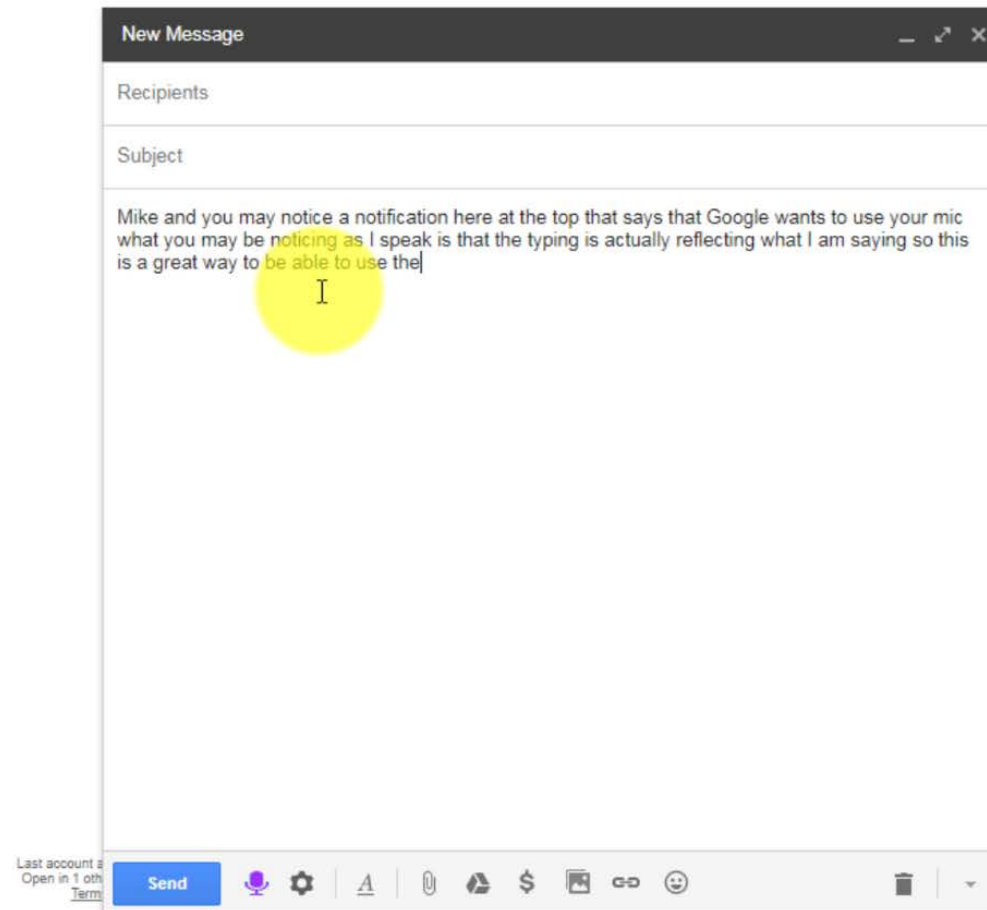 New Message
Recipients
Subject
Mike and you may notice a notification here at the top that says that Google wants to use your mic
what you may be noticing as I speak is that the typing is actually reflecting what I am saying so this
is a great way to be able to use the
Last account a
Open in 1 oth
Term
Send
A
$